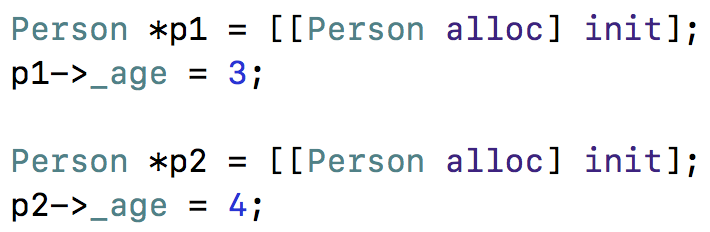 Person *p1 = [[Person alloc] init];
p1->_age = 3;
Person *p2 = [[Person alloc] init];
p2->_age = 4;